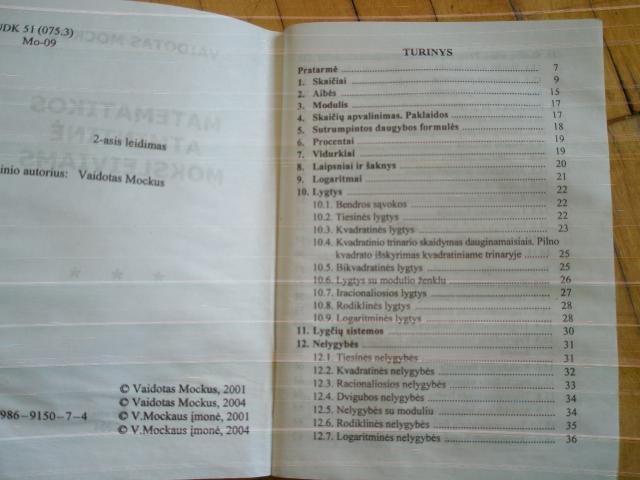 UDK 51 (075.3)
Mo-09
2-asis leidimas
inio autorius: Vaidotas Mockus
© Vaidotas Mockus, 2001
© Vaidotas Mockus, 2004
© V.Mockaus įmonė, 2001
© V.Mockaus įmonė, 2004
986-9150-7-4
TURINYS
Pratarmė 7
1. Skaičiai 9
2. Aibės 15
3. Modulis 17
4. Skaičių apvalinimas. Paklaidos 17
5. Sutrumpintos daugybos formulės 18
6. Procentai 19
7. Vidurkiai 19
8. Laipsniai ir šaknys 20
9. Logaritmai 21
10. Lygtys 22
10.1. Bendros sąvokos 22
10.2. Tiesinės lygtys 22
10.3. Kvadratinės lygtys 23
10.4. Kvadratinio trinario skaidymas dauginamaisiais. Pilno
kvadrato išskyrimas kvadratiniame trinaryje 25
10.5. Bikvadratinės lygtys 25
10.6. Lygtys su modulio ženklu 26
10.7. Iracionaliosios lygtys 27
10.8. Rodiklinės lygtys 28
10.9. Logaritminės lygtys 28
11. Lygčių sistemos 30
12. Nelygybės 31
12.1. Tiesinės nelygybės 31
12.2. Kvadratinės nelygybės 32
12.3. Racionaliosios nelygybės 33
12.4. Dvigubos nelygybės 34
12.5. Nelygybės su moduliu 34
12.6. Rodiklinės nelygybės 35
12.7. Logaritminės nelygybės 36